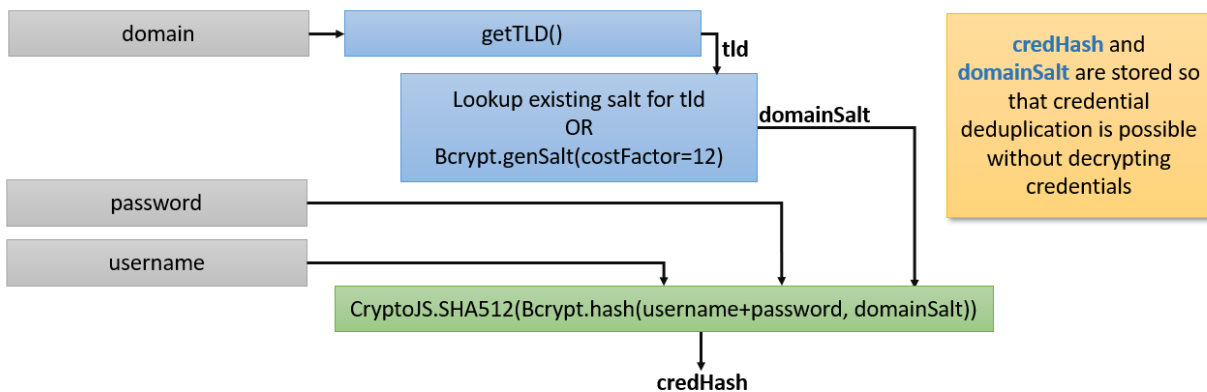 domain
getTLD()
tld
Lookup existing salt for tld
OR
Bcrypt.genSalt(costFactor=12)
domainSalt
password
username
CryptoJS.SHA512(Bcrypt.hash(username+password, domainSalt))
credHash
credHash and
domainSalt are stored so
that credential
deduplication is possible
without decrypting
credentials